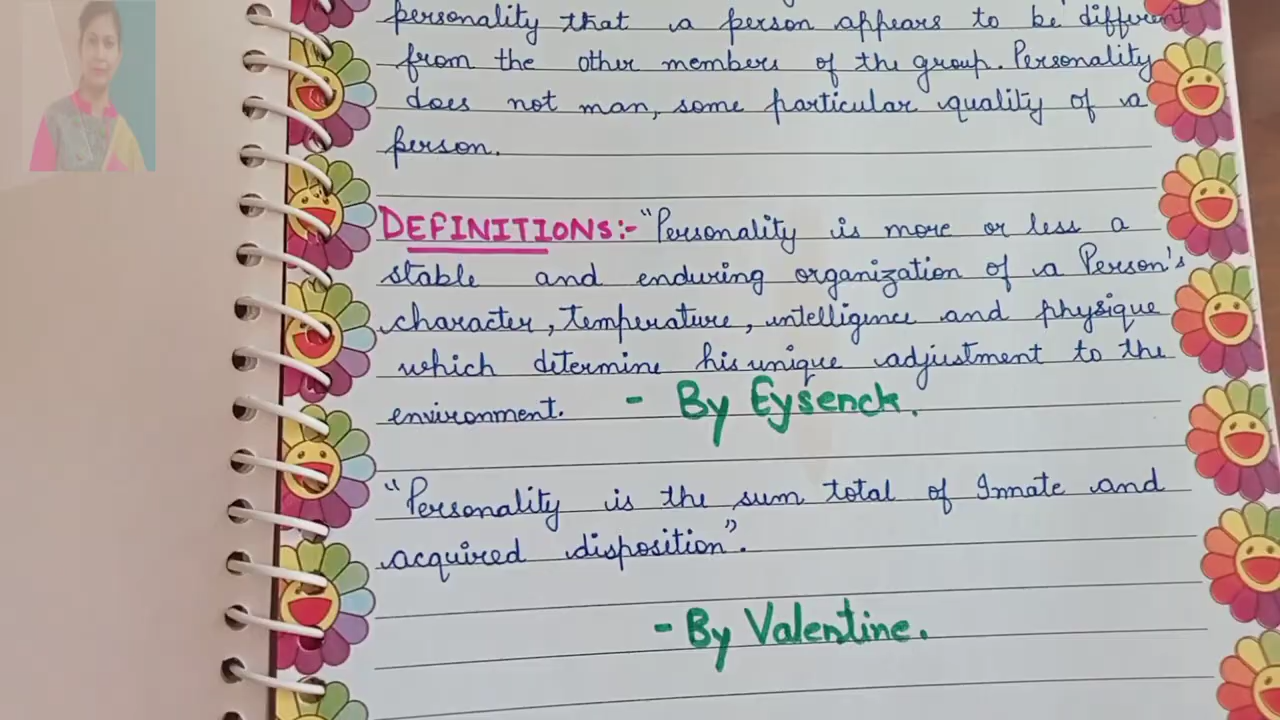 personality that a person appears to be different
from the other members of the group. Personality
does not man, some particular quality of a
person.
DEFINITIONS:- "Personality is more or less a
stable and enduring organization of a Person's
character, temperature, intelligence and physique
which ditermine his unique adjustment to the
environment. - By Eysenck.
"Personality is the sum total of Innate and
acquired disposition".
- By Valentine.